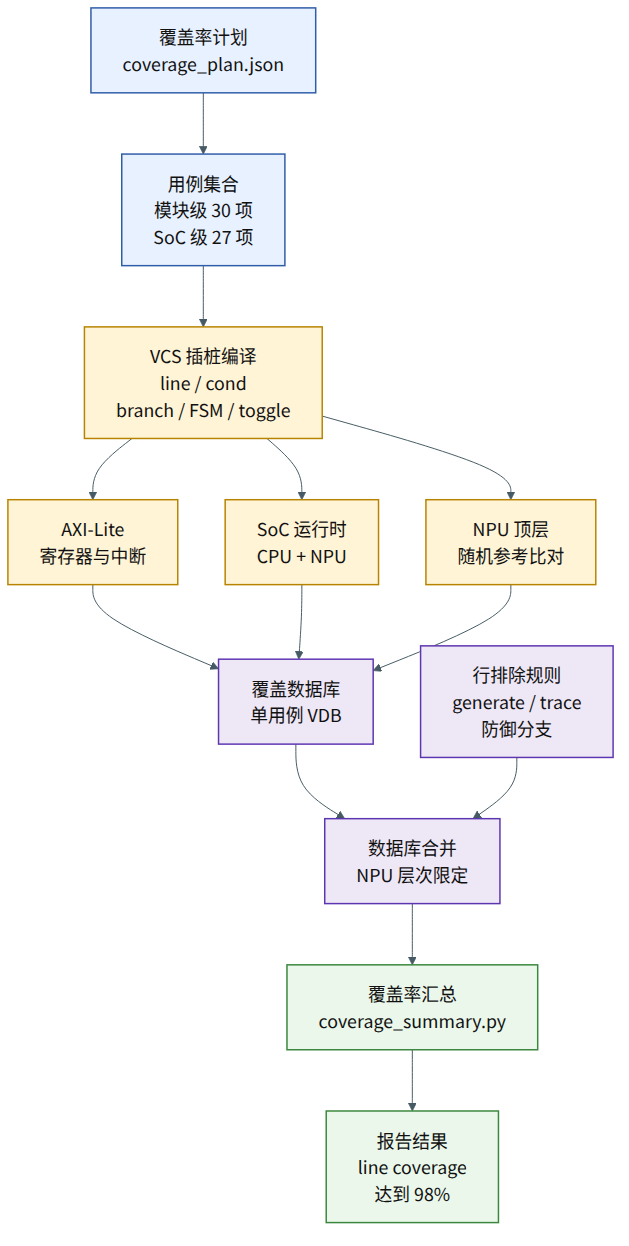 覆盖率计划
coverage_plan.json
用例集合
模块级 30 项
SoC 级 27 项
VCS 插桩编译
line / cond
branch / FSM / toggle
AXI-Lite
寄存器与中断
SoC 运行时
CPU + NPU
NPU 顶层
随机参考比对
覆盖数据库
单用例 VDB
行排除规则
generate / trace
防御分支
数据库合并
NPU 层次限定
覆盖率汇总
coverage_summary.py
报告结果
line coverage
达到 98%